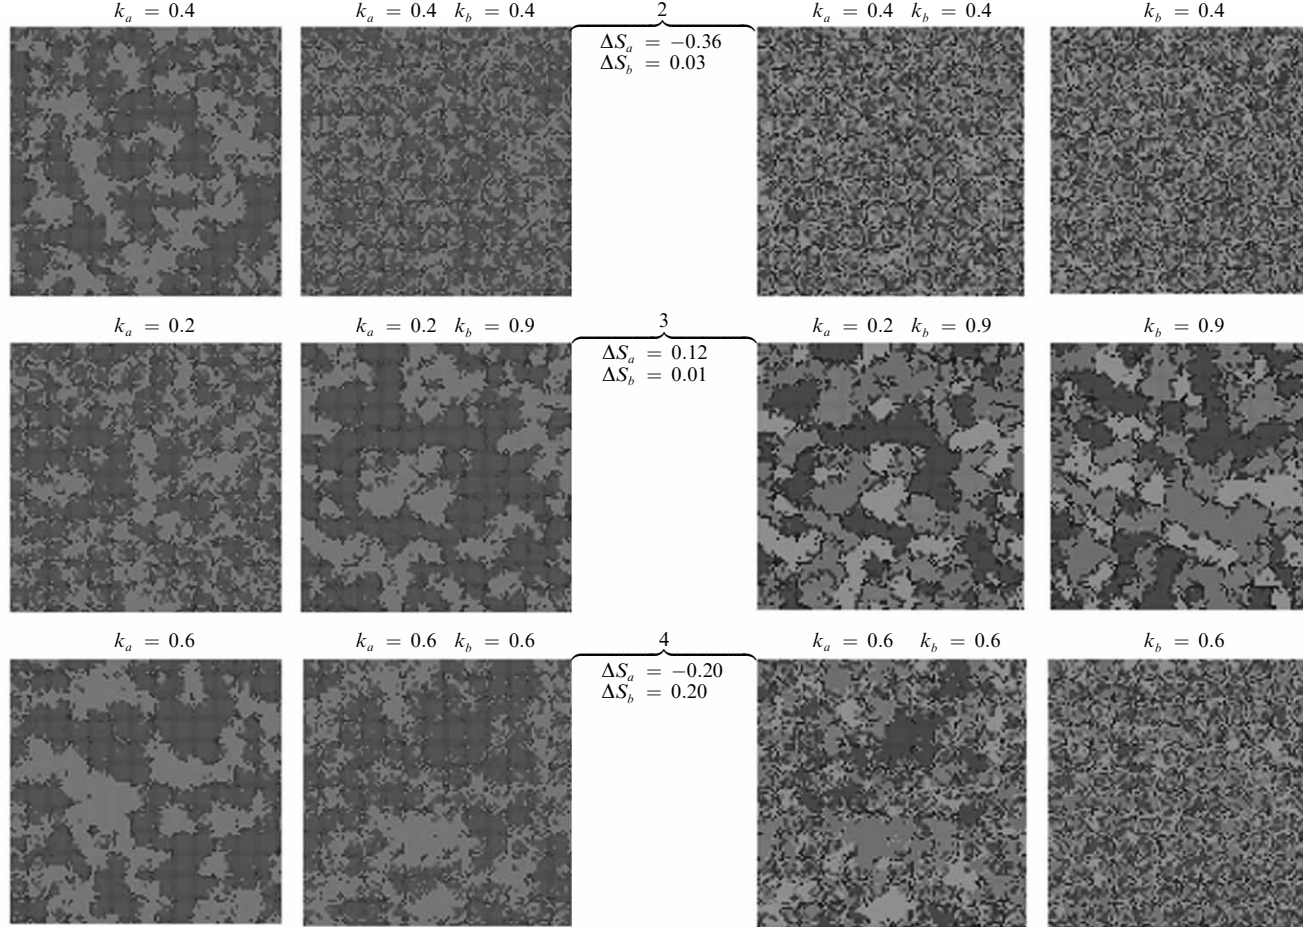 k_a = 0.4 k_a = 0.4 k_b = 0.4 2 k_a = 0.4 k_b = 0.4 k_b = 0.4
ΔS_a = −0.36
ΔS_b = 0.03
k_a = 0.2 k_a = 0.2 k_b = 0.9 3 k_a = 0.2 k_b = 0.9 k_b = 0.9
ΔS_a = 0.12
ΔS_b = 0.01
k_a = 0.6 k_a = 0.6 k_b = 0.6 4 k_a = 0.6 k_b = 0.6 k_b = 0.6
ΔS_a = −0.20
ΔS_b = 0.20